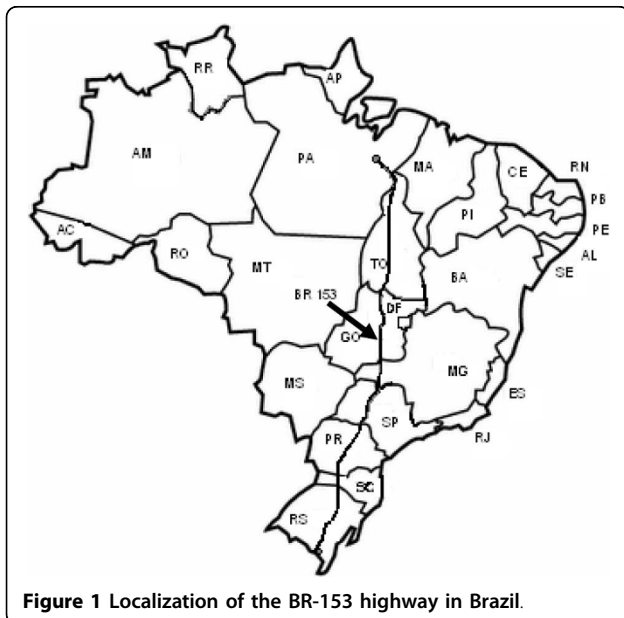 RR
AP
AM
PA
MA
CE
RN
PI
PB
PE
AC
TO
AL
RO
MT
BA
SE
BR 153
DF
GO
MG
MS
ES
SP
PR
RJ
SC
RS
Figure 1 Localization of the BR-153 highway in Brazil.